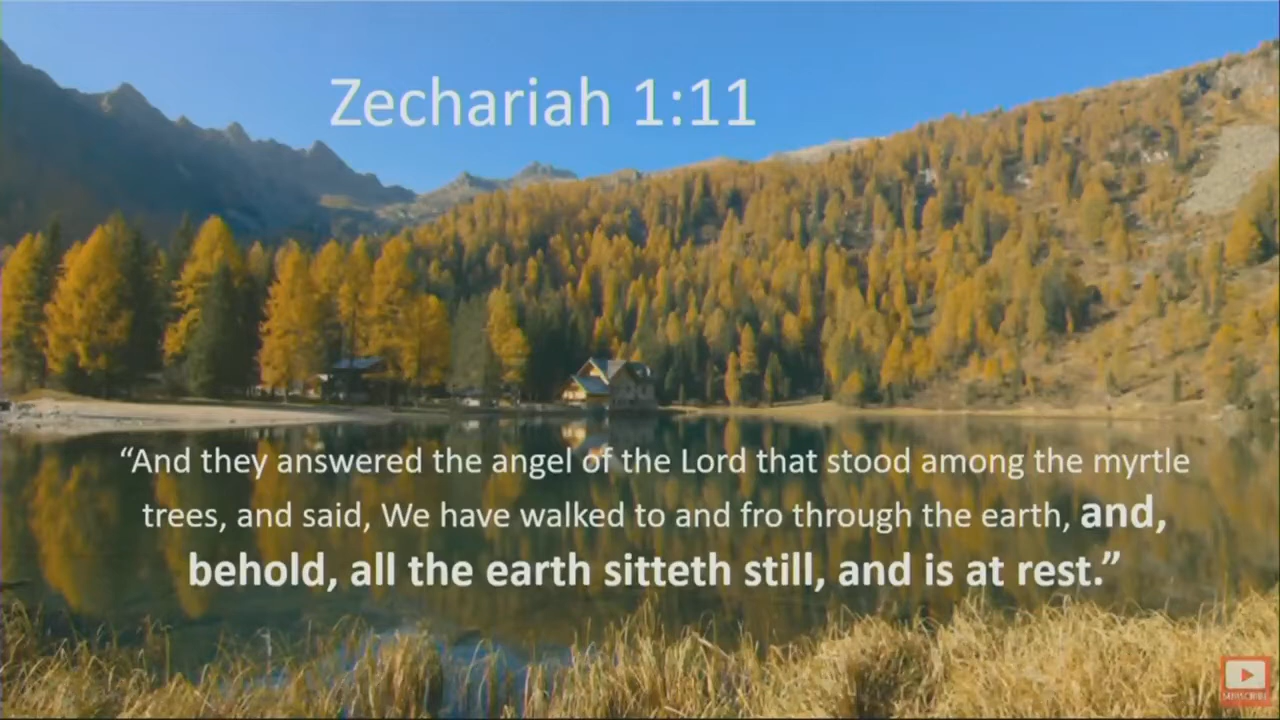 Zechariah 1:11
“And they answered the angel of the Lord that stood among the myrtle
trees, and said, We have walked to and fro through the earth, and,
behold, all the earth sitteth still, and is at rest.”
SUBSCRIBE